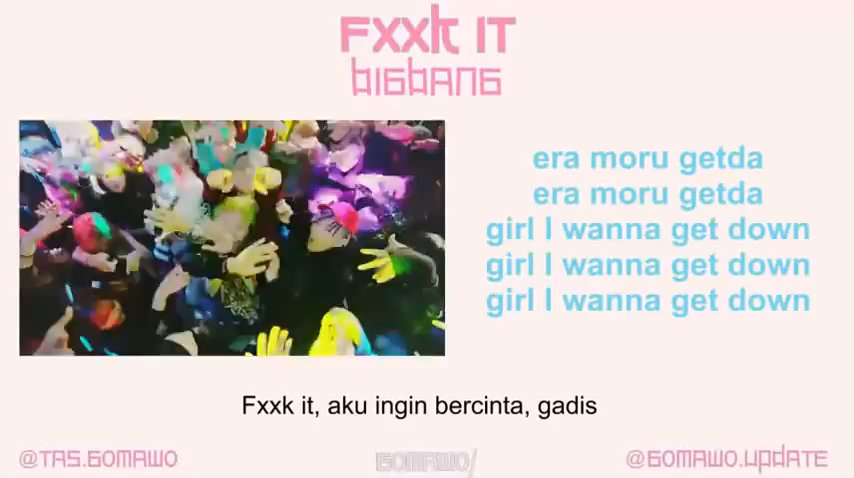 FXXK IT
BIGBANG
era moru getda
era moru getda
girl I wanna get down
girl I wanna get down
girl I wanna get down
Fxxk it, aku ingin bercinta, gadis
@TAS.GOMAWO
GOMAWO/
@GOMAWO.UPDATE